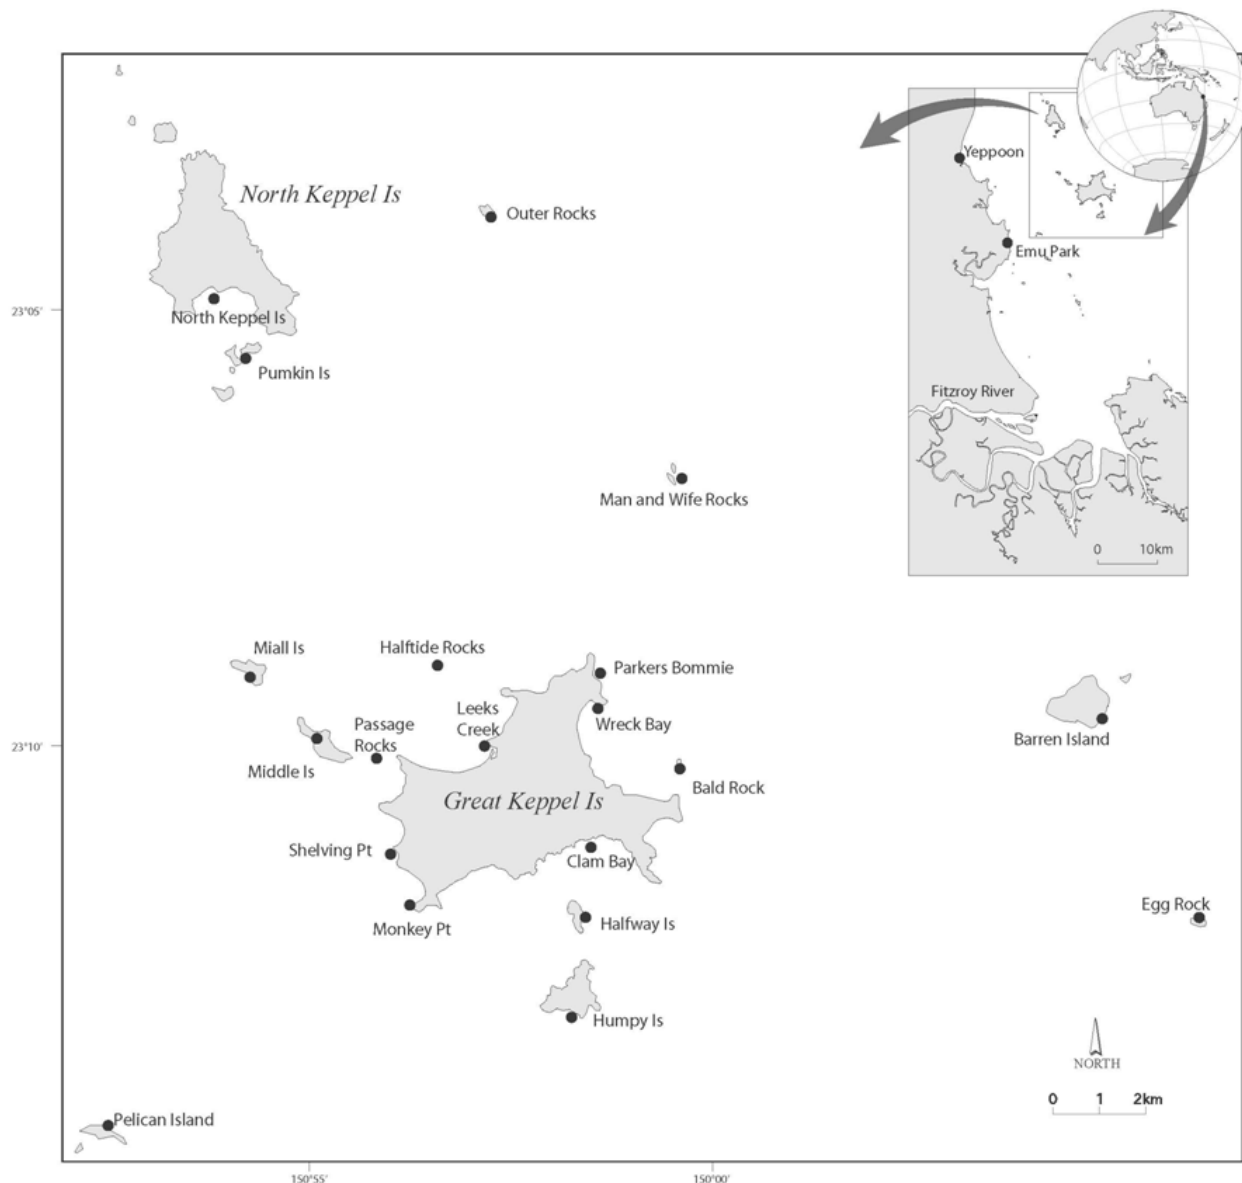 Yeppoon
North Keppel Is
Outer Rocks
Emu Park
23°05'
North Keppel Is
Pumkin Is
Fitzroy River
Man and Wife Rocks
0 10km
Miall Is
Halftide Rocks
Parkers Bommie
Leeks
Creek
Passage
Rocks
Wreck Bay
23°10'
Barren Island
Middle Is
Bald Rock
Great Keppel Is
Shelving Pt
Clam Bay
Egg Rock
Monkey Pt
Halfway Is
Humpy Is
NORTH
0 1 2km
Pelican Island
150°55'
150°00'